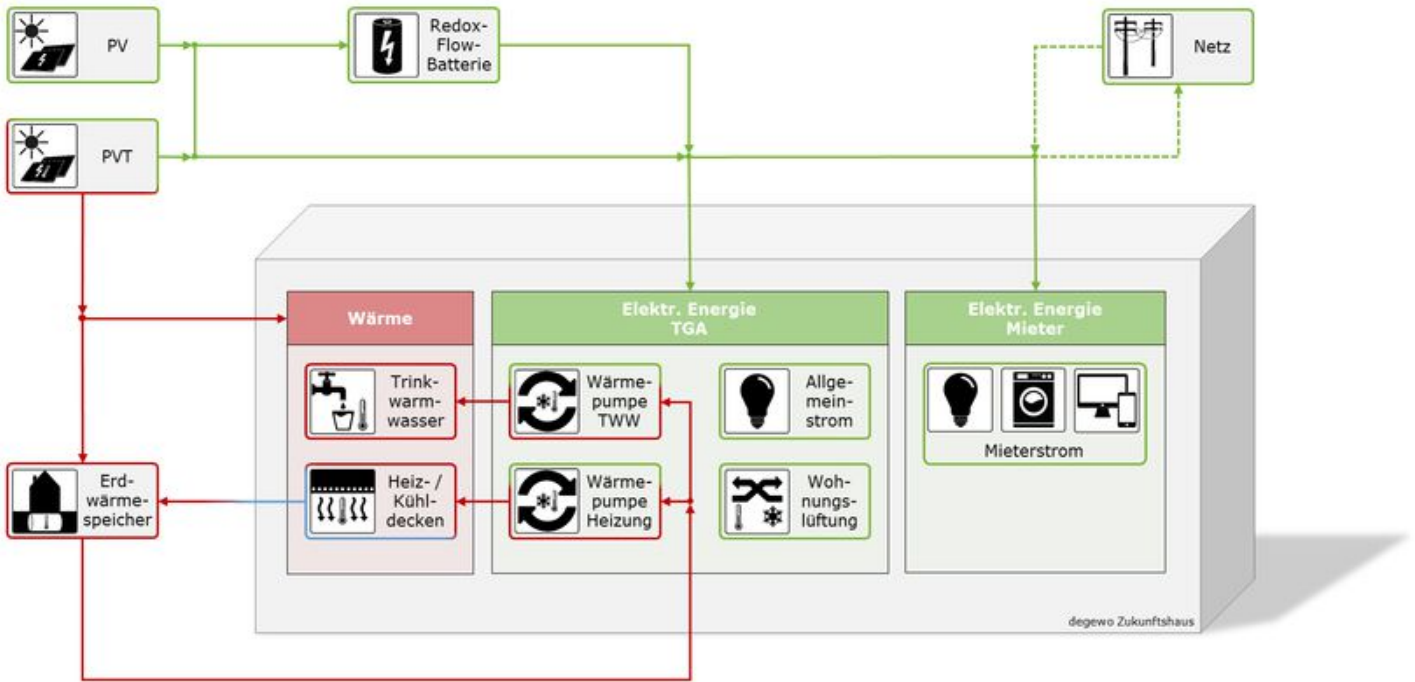 PV
Redox-
Flow-
Batterie
Netz
PVT
Wärme
Elektr. Energie
TGA
Elektr. Energie
Mieter
Trink-
warm-
wasser
Wärme-
pumpe
TWW
Allge-
mein-
strom
Mieterstrom
Erd-
wärme-
speicher
Heiz- /
Kühl-
decken
Wärme-
pumpe
Heizung
Woh-
nungs-
lüftung
degewo Zukunftshaus